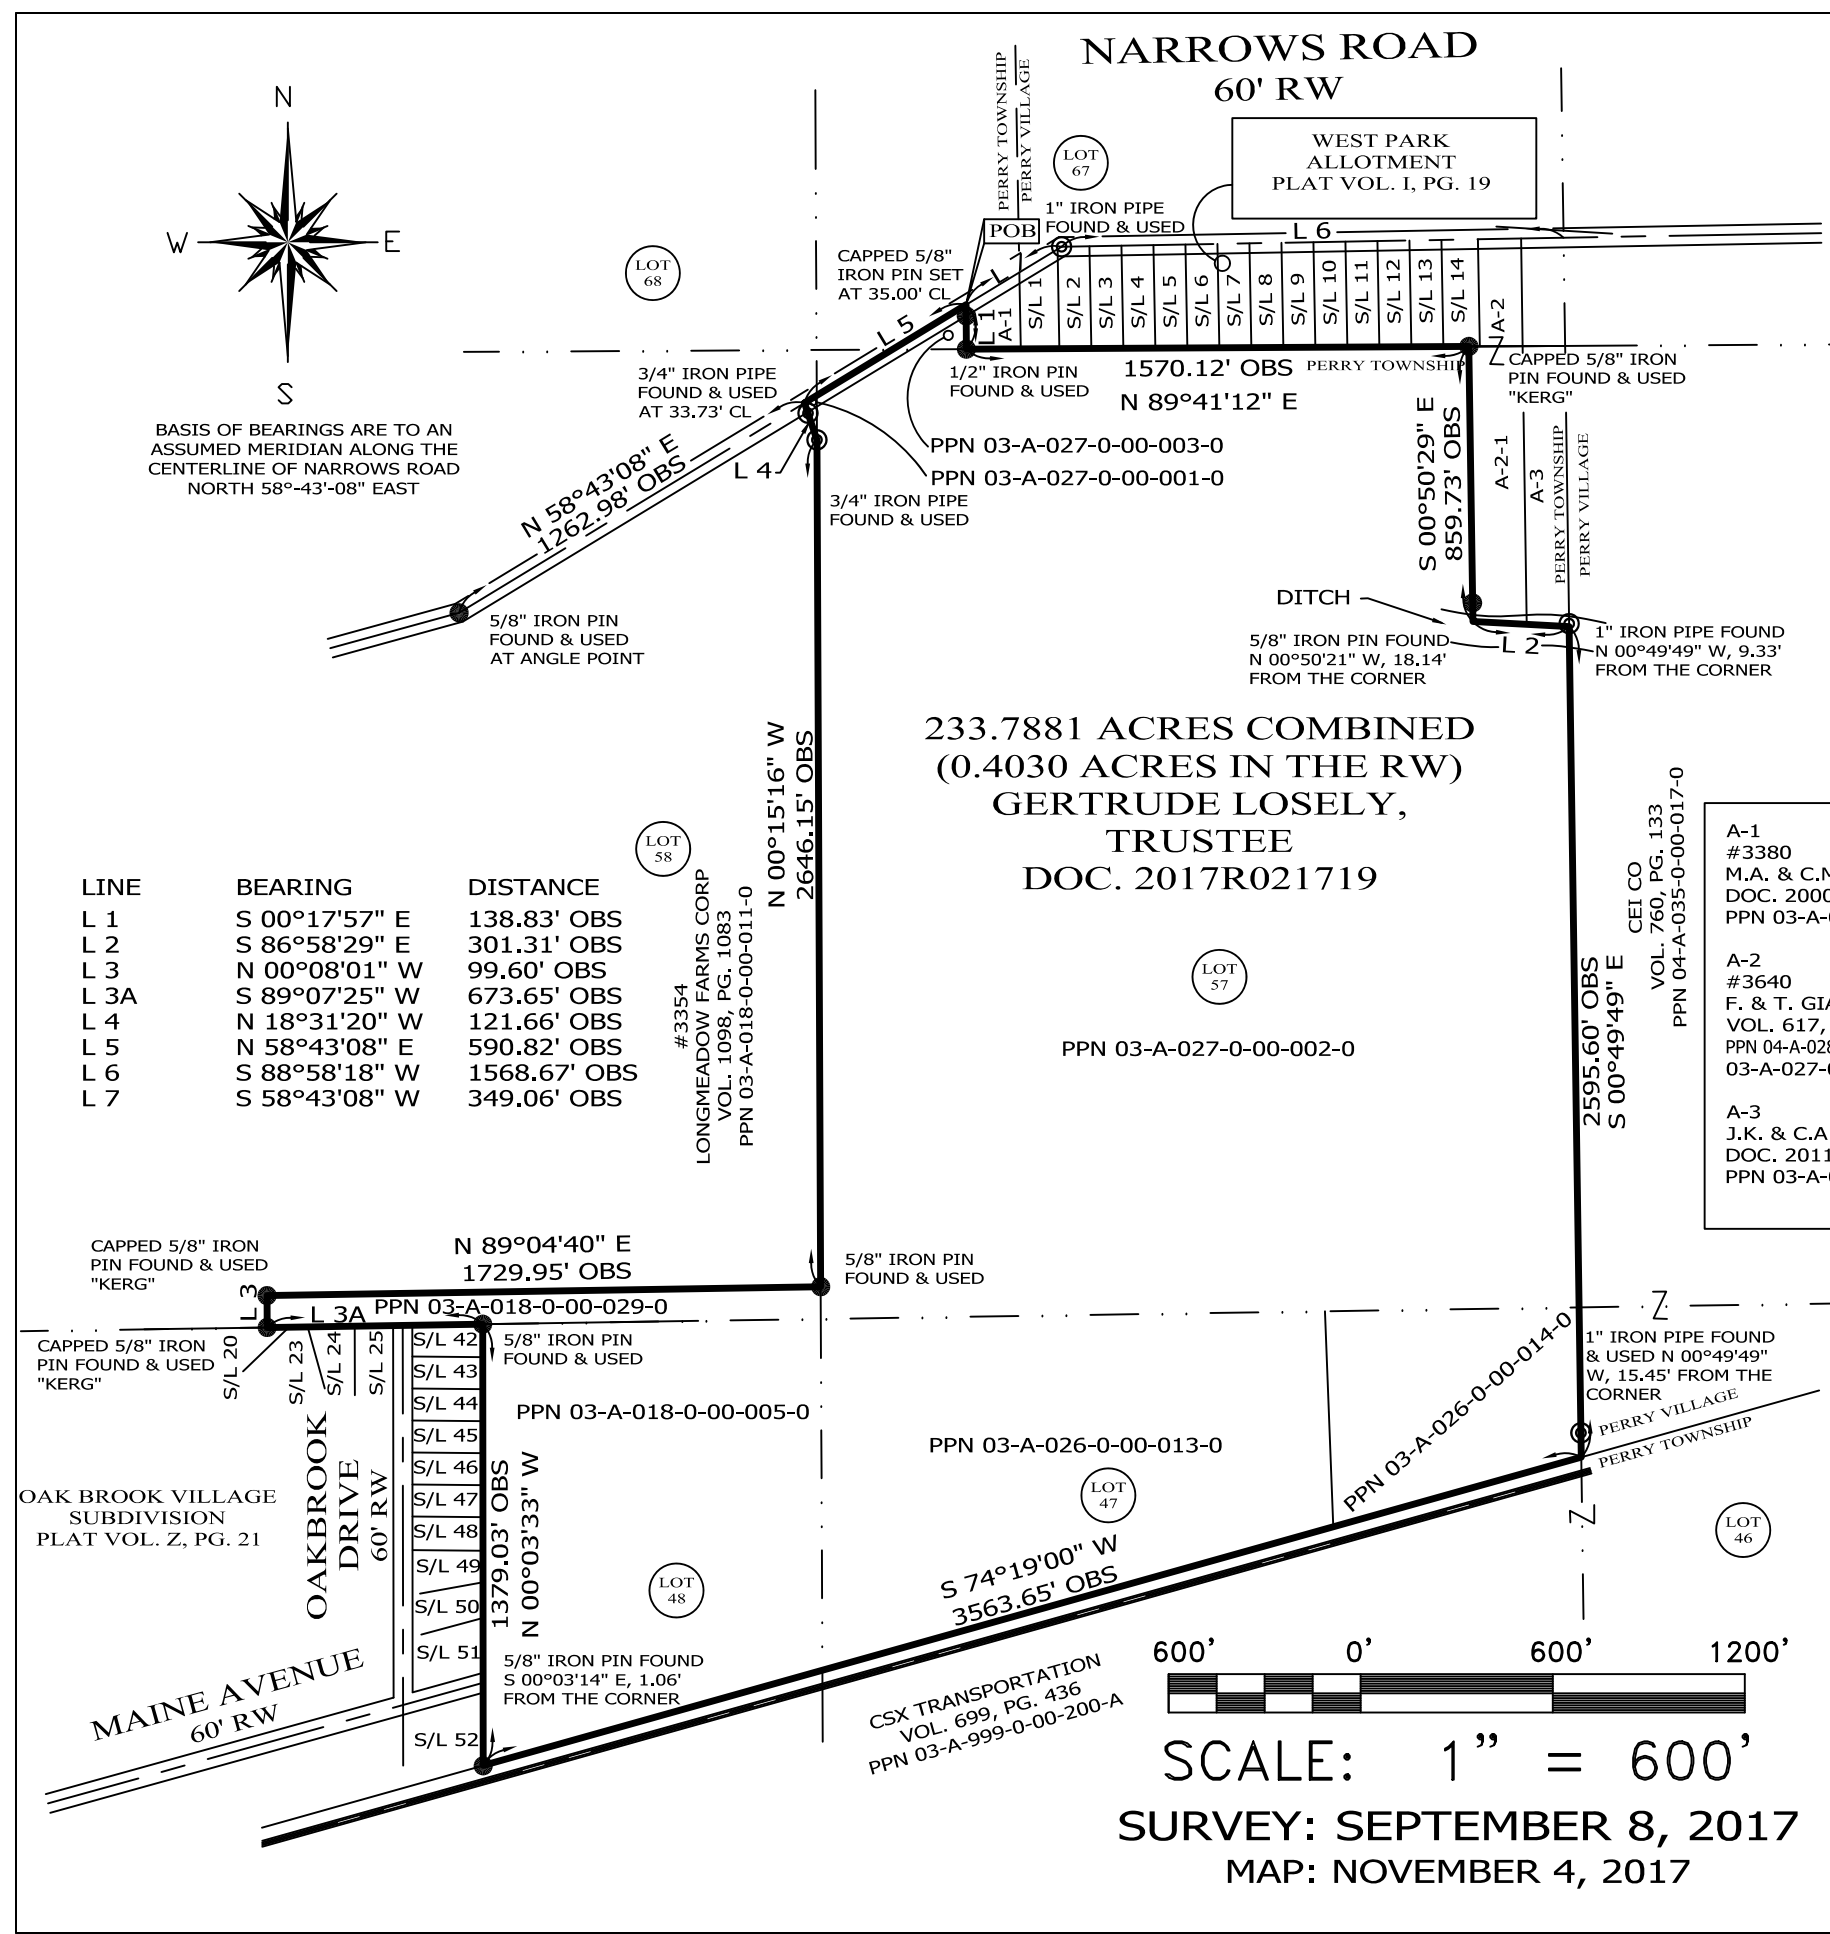 NARROWS ROAD
60' RW
PERRY TOWNSHIP
PERRY VILLAGE
WEST PARK
ALLOTMENT
PLAT VOL. I, PG. 19
LOT
67
N
W
E
S
LOT
68
POB
1" IRON PIPE
FOUND & USED
L 6
CAPPED 5/8"
IRON PIN SET
AT 35.00' CL
L 5
L 1
A-1
S/L 1
S/L 2
S/L 3
S/L 4
S/L 5
S/L 6
S/L 7
S/L 8
S/L 9
S/L 10
S/L 11
S/L 12
S/L 13
S/L 14
A-2
Z
3/4" IRON PIPE
FOUND & USED
AT 33.73' CL
1/2" IRON PIN
FOUND & USED
1570.12' OBS
PERRY TOWNSHIP
N 89°41'12" E
CAPPED 5/8" IRON
PIN FOUND & USED
"KERG"
BASIS OF BEARINGS ARE TO AN
ASSUMED MERIDIAN ALONG THE
CENTERLINE OF NARROWS ROAD
NORTH 58°-43'-08" EAST
N 58°43'08" E
1262.98' OBS
L 4
PPN 03-A-027-0-00-003-0
PPN 03-A-027-0-00-001-0
3/4" IRON PIPE
FOUND & USED
S 00°50'29" E
859.73' OBS
A-2-1
A-3
PERRY TOWNSHIP
PERRY VILLAGE
5/8" IRON PIN
FOUND & USED
AT ANGLE POINT
DITCH
5/8" IRON PIN FOUND
N 00°50'21" W, 18.14'
FROM THE CORNER
L 2
1" IRON PIPE FOUND
N 00°49'49" W, 9.33'
FROM THE CORNER
233.7881 ACRES COMBINED
(0.4030 ACRES IN THE RW)
GERTRUDE LOSELY,
TRUSTEE
DOC. 2017R021719
N 00°15'16" W
2646.15' OBS
LOT
58
#3354
LONGMEADOW FARMS CORP
VOL. 1098, PG. 1083
PPN 03-A-018-0-00-011-0
LINE BEARING DISTANCE
L 1 S 00°17'57" E 138.83' OBS
L 2 S 86°58'29" E 301.31' OBS
L 3 N 00°08'01" W 99.60' OBS
L 3A S 89°07'25" W 673.65' OBS
L 4 N 18°31'20" W 121.66' OBS
L 5 N 58°43'08" E 590.82' OBS
L 6 S 88°58'18" W 1568.67' OBS
L 7 S 58°43'08" W 349.06' OBS
LOT
57
PPN 03-A-027-0-00-002-0
2595.60' OBS
S 00°49'49" E
CEI CO
VOL. 760, PG. 133
PPN 04-A-035-0-00-017-0
A-1
#3380
M.A. & C.M
DOC. 2000
PPN 03-A-0
A-2
#3640
F. & T. GIA
VOL. 617,
PPN 04-A-028
03-A-027-0
A-3
J.K. & C.A
DOC. 2011
PPN 03-A-0
CAPPED 5/8" IRON
PIN FOUND & USED
"KERG"
N 89°04'40" E
1729.95' OBS
5/8" IRON PIN
FOUND & USED
L 3
L 3A
PPN 03-A-018-0-00-029-0
Z
CAPPED 5/8" IRON
PIN FOUND & USED
"KERG"
S/L 20
S/L 23
S/L 24
S/L 25
S/L 42
S/L 43
S/L 44
S/L 45
S/L 46
S/L 47
S/L 48
S/L 49
S/L 50
S/L 51
S/L 52
5/8" IRON PIN
FOUND & USED
PPN 03-A-018-0-00-005-0
PPN 03-A-026-0-00-013-0
PPN 03-A-026-0-00-014-0
1" IRON PIPE FOUND
& USED N 00°49'49"
W, 15.45' FROM THE
CORNER
PERRY VILLAGE
PERRY TOWNSHIP
Z
OAK BROOK VILLAGE
SUBDIVISION
PLAT VOL. Z, PG. 21
OAKBROOK
DRIVE
60' RW
1379.03' OBS
N 00°03'33" W
LOT
47
LOT
46
LOT
48
S 74°19'00" W
3563.65' OBS
MAINE AVENUE
60' RW
5/8" IRON PIN FOUND
S 00°03'14" E, 1.06'
FROM THE CORNER
CSX TRANSPORTATION
VOL. 699, PG. 436
PPN 03-A-999-0-00-200-A
600' 0' 600' 1200'
SCALE: 1" = 600'
SURVEY: SEPTEMBER 8, 2017
MAP: NOVEMBER 4, 2017